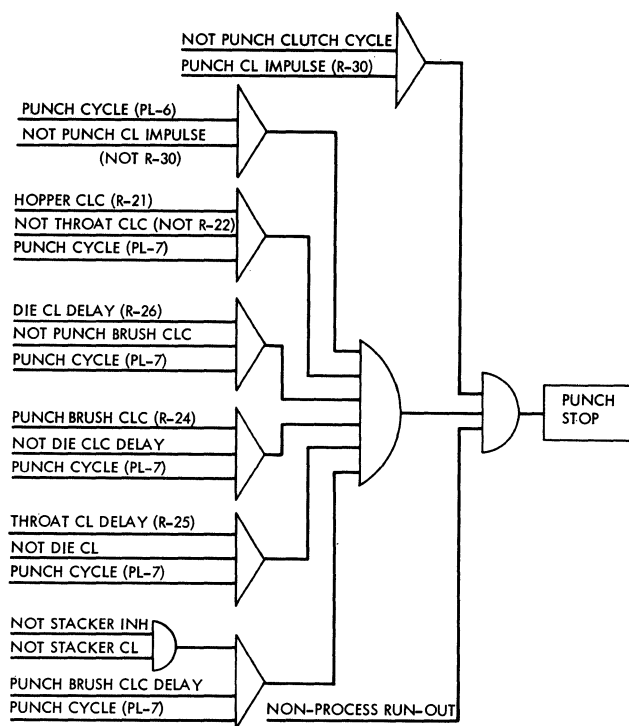 NOT PUNCH CLUTCH CYCLE
PUNCH CL IMPULSE (R-30)
PUNCH CYCLE (PL-6)
NOT PUNCH CL IMPULSE
(NOT R-30)
HOPPER CLC (R-21)
NOT THROAT CLC (NOT R-22)
PUNCH CYCLE (PL-7)
DIE CL DELAY (R-26)
NOT PUNCH BRUSH CLC
PUNCH CYCLE (PL-7)
PUNCH BRUSH CLC (R-24)
NOT DIE CLC DELAY
PUNCH CYCLE (PL-7)
THROAT CL DELAY (R-25)
NOT DIE CL
PUNCH CYCLE (PL-7)
NOT STACKER INH
NOT STACKER CL
PUNCH BRUSH CLC DELAY
PUNCH CYCLE (PL-7)
NON-PROCESS RUN-OUT
PUNCH
STOP